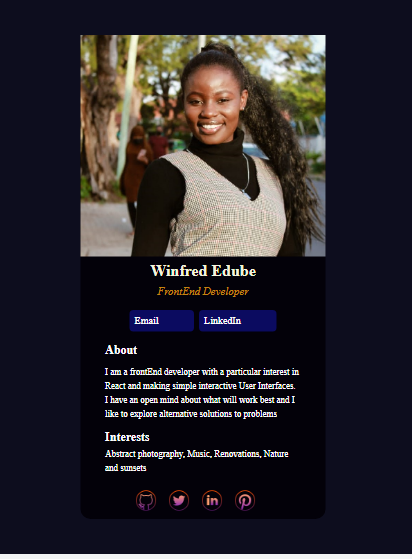 Winfred Edube
FrontEnd Developer
Email
LinkedIn
About
I am a frontEnd developer with a particular interest in
React and making simple interactive User Interfaces.
I have an open mind about what will work best and I
like to explore alternative solutions to problems
Interests
Abstract photography, Music, Renovations, Nature
and sunsets
in